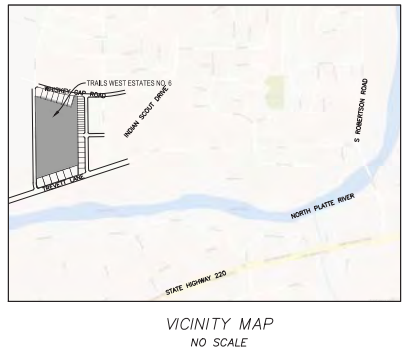 TRAILS WEST ESTATES NO. 6
WHISKEY GAP ROAD
INDIAN SCOUT DRIVE
S ROBERTSON ROAD
TREVETT LANE
NORTH PLATTE RIVER
STATE HIGHWAY 220
VICINITY MAP
NO SCALE